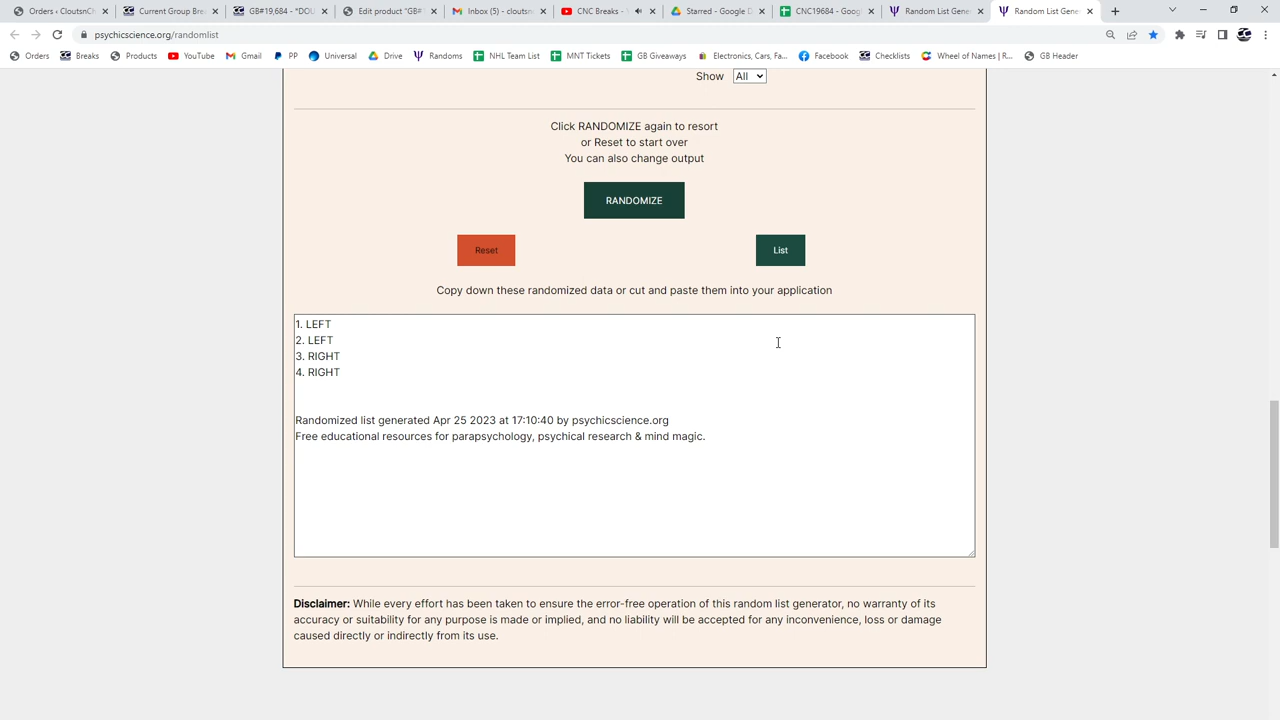 Orders ‹ CloutsnCh
Current Group Brea
GB#19,684 - *DOU
Edit product "GB#
Inbox (5) - cloutsn
CNC Breaks -
Starred - Google D
CNC19684 - Goog
Random List Gene
Random List Gene
psychicscience.org/randomlist
Orders
Breaks
Products
YouTube
Gmail
PP
Universal
Drive
Randoms
NHL Team List
MNT Tickets
GB Giveaways
Electronics, Cars, Fa...
Facebook
Checklists
Wheel of Names | R...
GB Header
Show All
Click RANDOMIZE again to resort
or Reset to start over
You can also change output
RANDOMIZE
Reset
List
Copy down these randomized data or cut and paste them into your application
1. LEFT
2. LEFT
3. RIGHT
4. RIGHT
Randomized list generated Apr 25 2023 at 17:10:40 by psychicscience.org
Free educational resources for parapsychology, psychical research & mind magic.
Disclaimer: While every effort has been taken to ensure the error-free operation of this random list generator, no warranty of its
accuracy or suitability for any purpose is made or implied, and no liability will be accepted for any inconvenience, loss or damage
caused directly or indirectly from its use.